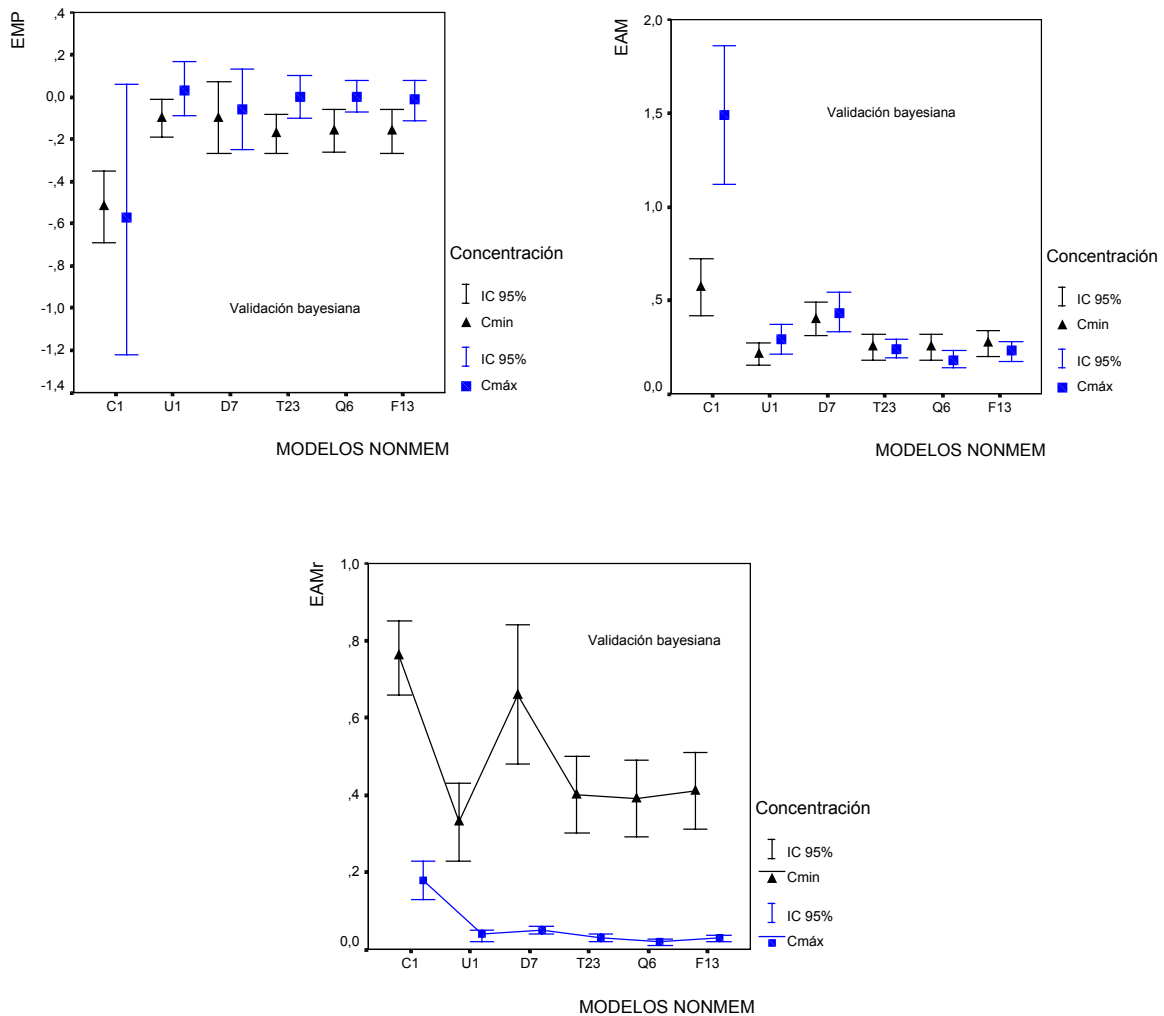 EMP
,4
,2
0,0
-,2
-,4
-,6
-,8
-1,0
-1,2
-1,4
Validación bayesiana
C1 U1 D7 T23 Q6 F13
MODELOS NONMEM
Concentración
IC 95%
Cmin
IC 95%
Cmáx
EAM
2,0
1,5
1,0
,5
0,0
Validación bayesiana
C1 U1 D7 T23 Q6 F13
MODELOS NONMEM
Concentración
IC 95%
Cmin
IC 95%
Cmáx
EAMr
1,0
,8
,6
,4
,2
0,0
Validación bayesiana
C1 U1 D7 T23 Q6 F13
MODELOS NONMEM
Concentración
IC 95%
Cmin
IC 95%
Cmáx